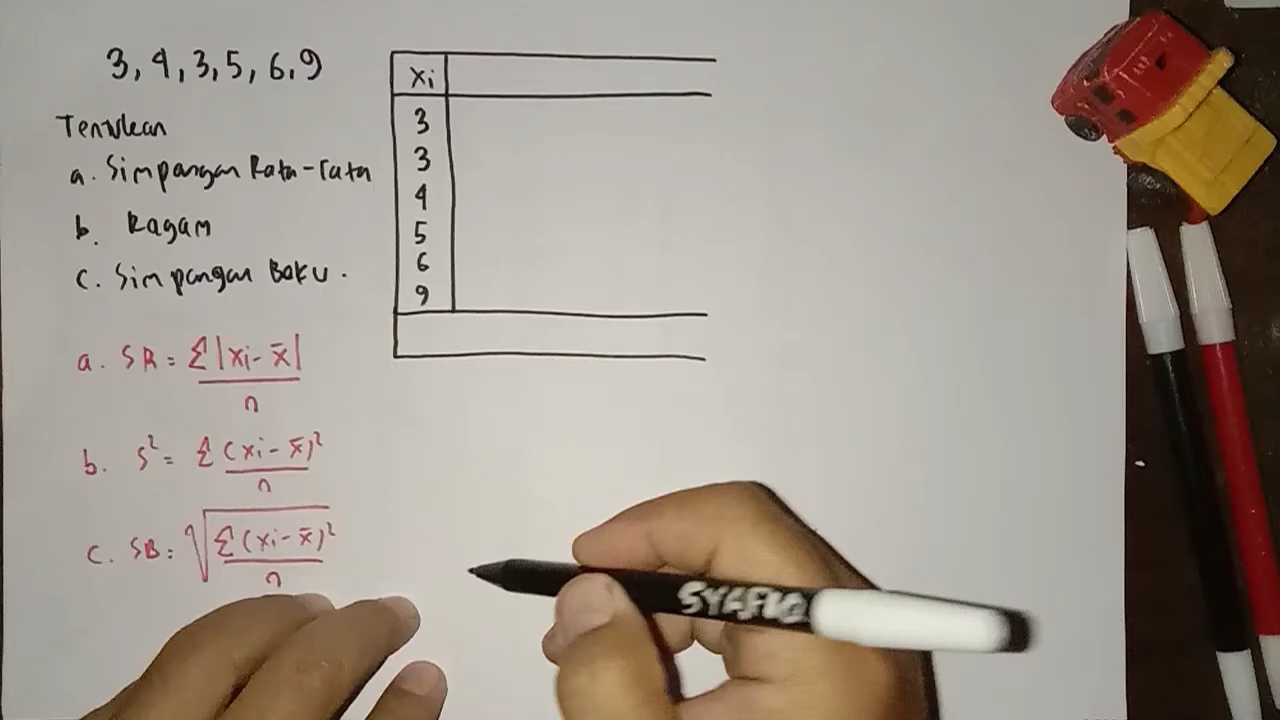 3, 4, 3, 5, 6, 9
Tentukan
a. Simpangan Rata-rata
b. Ragam
c. Simpangan Baku.
a. SR = Σ|xi - x̄|
n
b. S² = Σ (xi - x̄)²
n
c. SB = √Σ (xi - x̄)²
n
xi
3
3
4
5
6
9
SYAFIQ